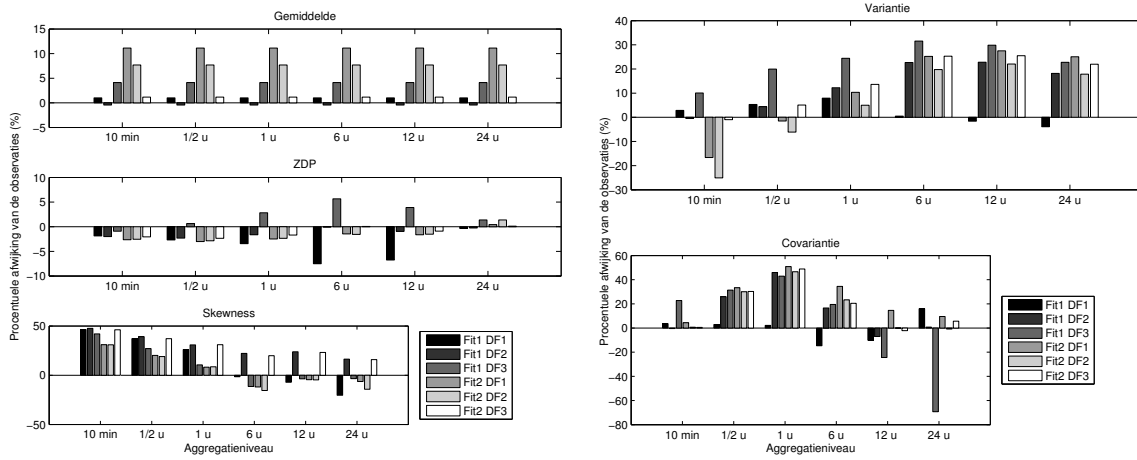 Gemiddelde
15
10
5
0
−5
10 min 1/2 u 1 u 6 u 12 u 24 u
ZDP
10
5
0
−5
−10
10 min 1/2 u 1 u 6 u 12 u 24 u
Skewness
50
0
−50
10 min 1/2 u 1 u 6 u 12 u 24 u
Aggregatieniveau
Procentuele afwijking van de observaties (%)
Fit1 DF1
Fit1 DF2
Fit1 DF3
Fit2 DF1
Fit2 DF2
Fit2 DF3
Variantie
40
30
20
10
0
−10
−20
−30
10 min 1/2 u 1 u 6 u 12 u 24 u
Covariantie
60
40
20
0
−20
−40
−60
−80
10 min 1/2 u 1 u 6 u 12 u 24 u
Aggregatieniveau
Procentuele afwijking van de observaties (%)
Fit1 DF1
Fit1 DF2
Fit1 DF3
Fit2 DF1
Fit2 DF2
Fit2 DF3